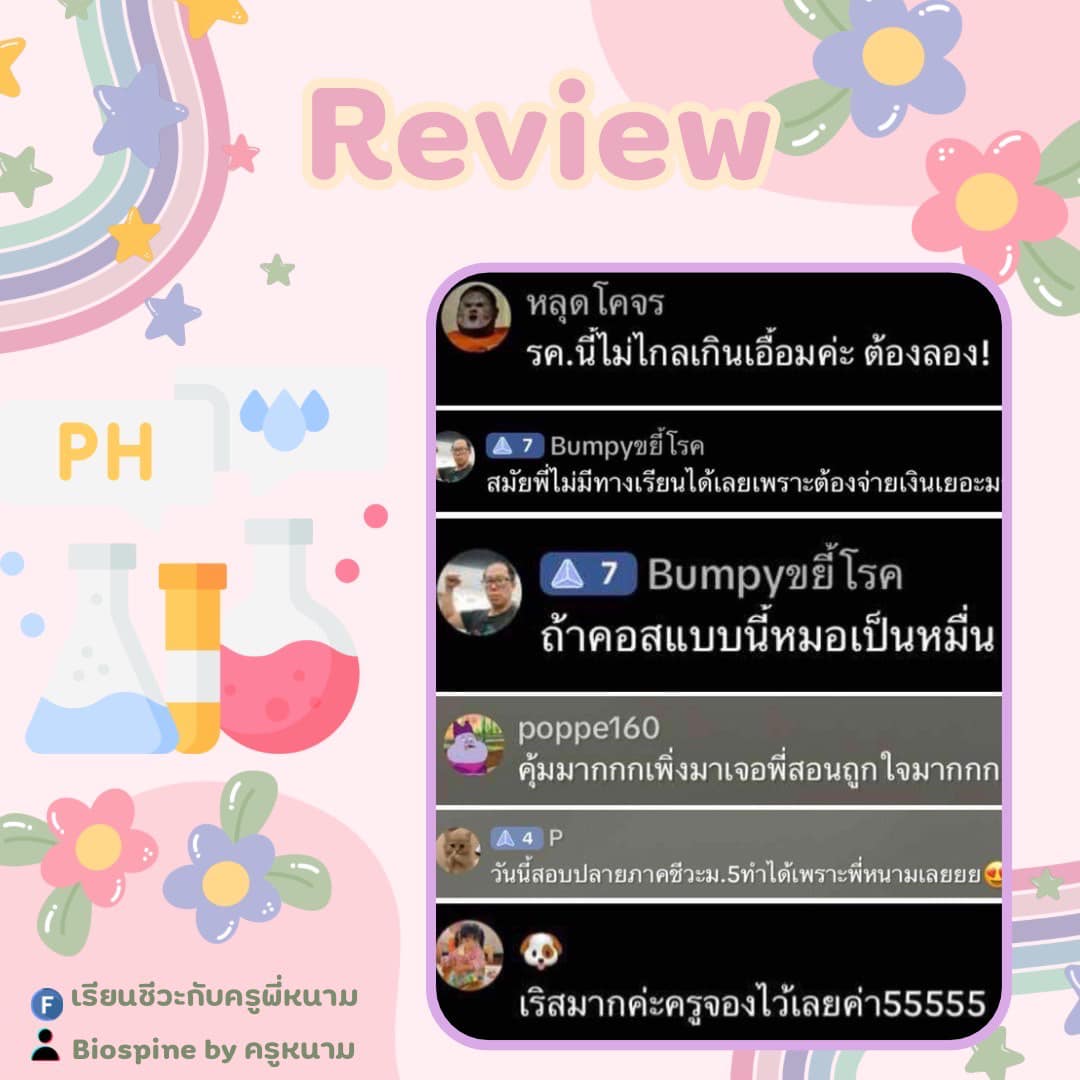 Review
PH
หลุดโคจร
รค.นี้ไม่ไกลเกินเอื้อมค่ะ ต้องลอง!
7 Bumpyขยี้โรค
สมัยพี่ไม่มีทางเรียนได้เลยเพราะต้องจ่ายเงินเยอะม
7 Bumpyขยี้โรค
ถ้าคอสแบบนี้หมอเป็นหมื่น
poppe160
คุ้มมากกกเพิ่งมาเจอพี่สอนถูกใจมากกก
4 P
วันนี้สอบปลายภาคชีวะม.5ทำได้เพราะพี่หนามเลยยย😍
🐶
เริสมากค่ะครูจองไว้เลยค่า55555
F เรียนชีวะกับครูพี่หนาม
Biospine by ครูหนาม